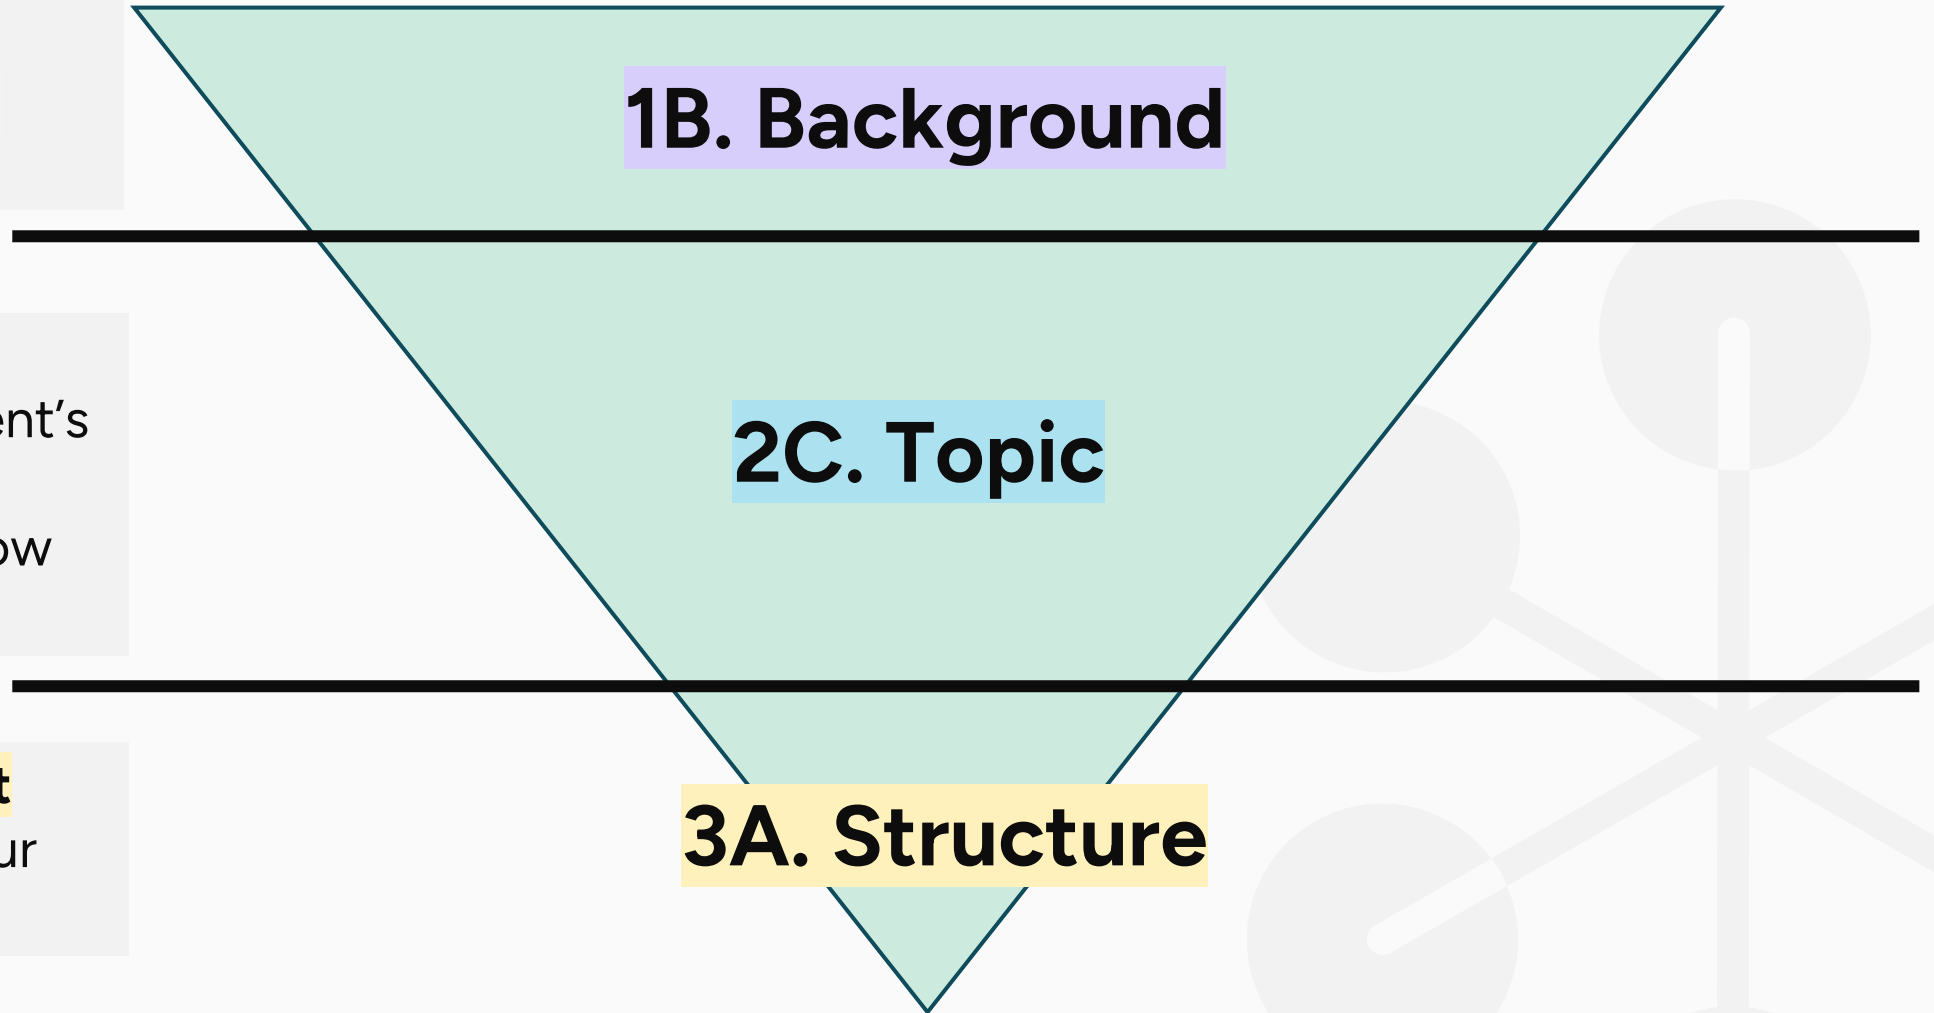 1B. Background
ent’s
2C. Topic
ow
t
3A. Structure
ur